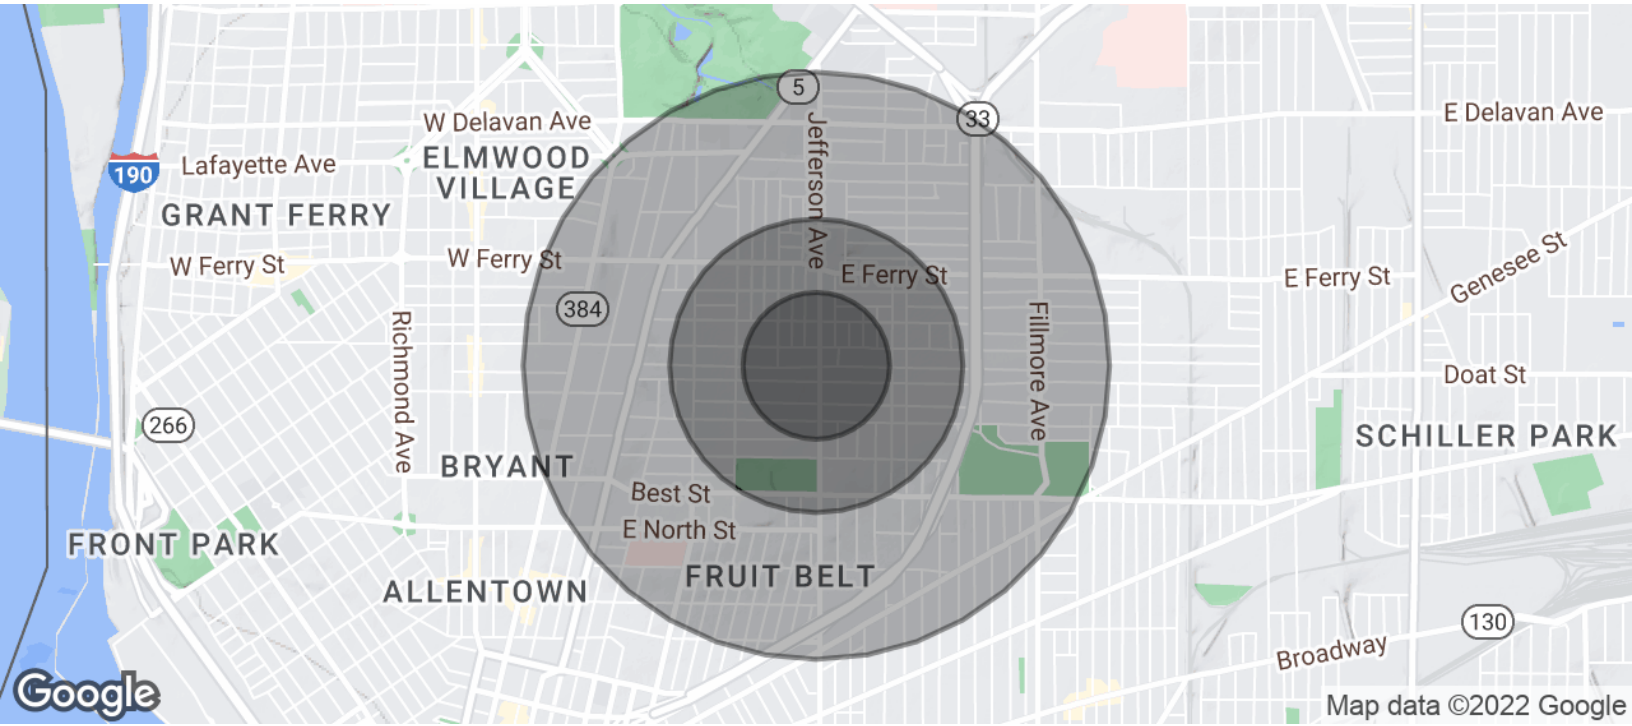 5
33
E Delavan Ave
W Delavan Ave
Jefferson Ave
Lafayette Ave
190
ELMWOOD
VILLAGE
GRANT FERRY
W Ferry St
W Ferry St
E Ferry St
E Ferry St
Genesee St
384
Richmond Ave
Fillmore Ave
Doat St
266
SCHILLER PARK
BRYANT
Best St
E North St
FRONT PARK
FRUIT BELT
ALLENTOWN
130
Broadway
Google
Map data ©2022 Google